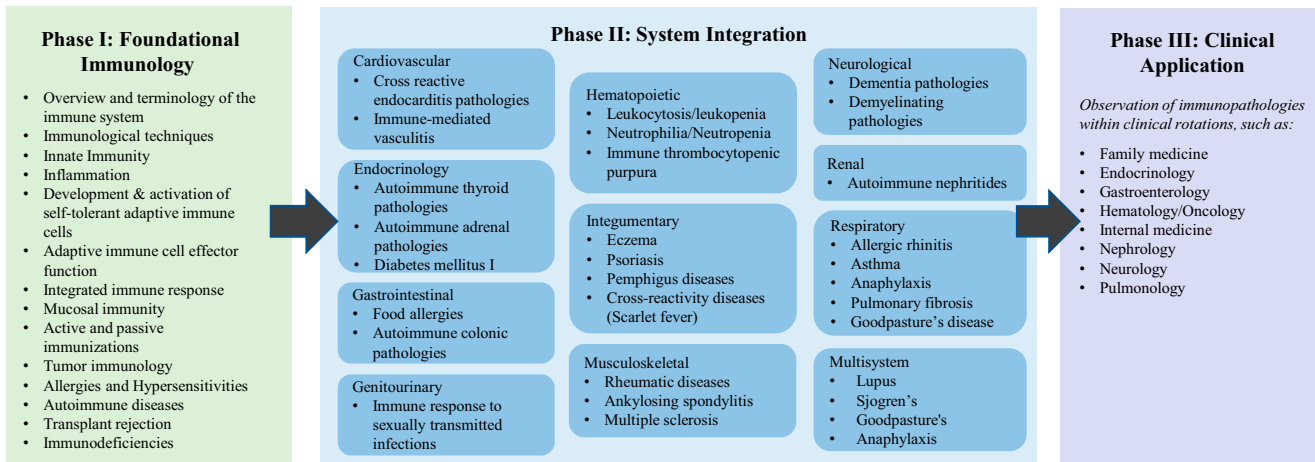 Phase I: Foundational
Immunology
• Overview and terminology of the
immune system
• Immunological techniques
• Innate Immunity
• Inflammation
• Development & activation of
self-tolerant adaptive immune
cells
• Adaptive immune cell effector
function
• Integrated immune response
• Mucosal immunity
• Active and passive
immunizations
• Tumor immunology
• Allergies and Hypersensitivities
• Autoimmune diseases
• Transplant rejection
• Immunodeficiencies
Phase II: System Integration
Cardiovascular
• Cross reactive
endocarditis pathologies
• Immune-mediated
vasculitis
Endocrinology
• Autoimmune thyroid
pathologies
• Autoimmune adrenal
pathologies
• Diabetes mellitus I
Gastrointestinal
• Food allergies
• Autoimmune colonic
pathologies
Genitourinary
• Immune response to
sexually transmitted
infections
Hematopoietic
• Leukocytosis/leukopenia
• Neutrophilia/Neutropenia
• Immune thrombocytopenic
purpura
Integumentary
• Eczema
• Psoriasis
• Pemphigus diseases
• Cross-reactivity diseases
(Scarlet fever)
Musculoskeletal
• Rheumatic diseases
• Ankylosing spondylitis
• Multiple sclerosis
Neurological
• Dementia pathologies
• Demyelinating
pathologies
Renal
• Autoimmune nephritides
Respiratory
• Allergic rhinitis
• Asthma
• Anaphylaxis
• Pulmonary fibrosis
• Goodpasture’s disease
Multisystem
• Lupus
• Sjogren’s
• Goodpasture's
• Anaphylaxis
Phase III: Clinical
Application
Observation of immunopathologies
within clinical rotations, such as:
• Family medicine
• Endocrinology
• Gastroenterology
• Hematology/Oncology
• Internal medicine
• Nephrology
• Neurology
• Pulmonology